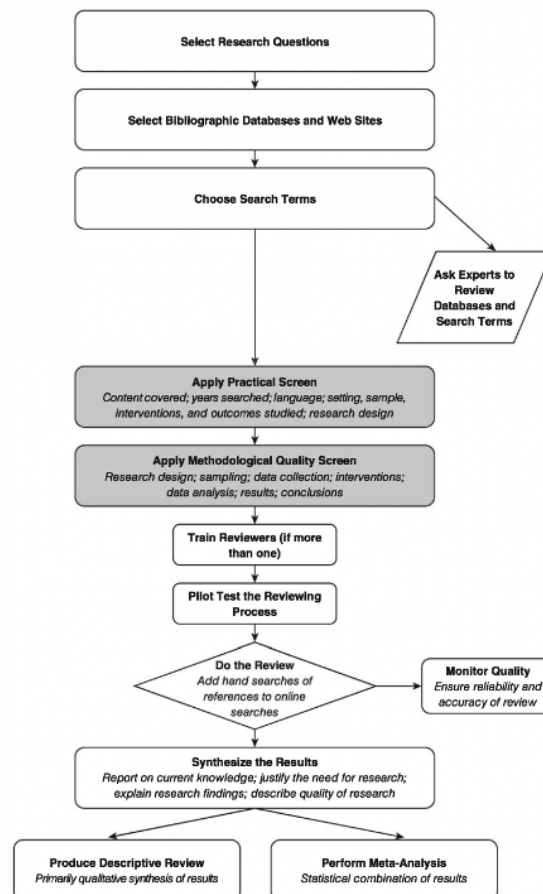 Select Research Questions
Select Bibliographic Databases and Web Sites
Choose Search Terms
Ask Experts to
Review
Databases and
Search Terms
Apply Practical Screen
Content covered; years searched; language; setting, sample,
interventions, and outcomes studied; research design
Apply Methodological Quality Screen
Research design; sampling; data collection; interventions;
data analysis; results; conclusions
Train Reviewers (if more
than one)
Pilot Test the Reviewing
Process
Do the Review
Add hand searches of
references to online
searches
Monitor Quality
Ensure reliability and
accuracy of review
Synthesize the Results
Report on current knowledge; justify the need for research;
explain research findings; describe quality of research
Produce Descriptive Review
Primarily qualitative synthesis of results
Perform Meta-Analysis
Statistical combination of results